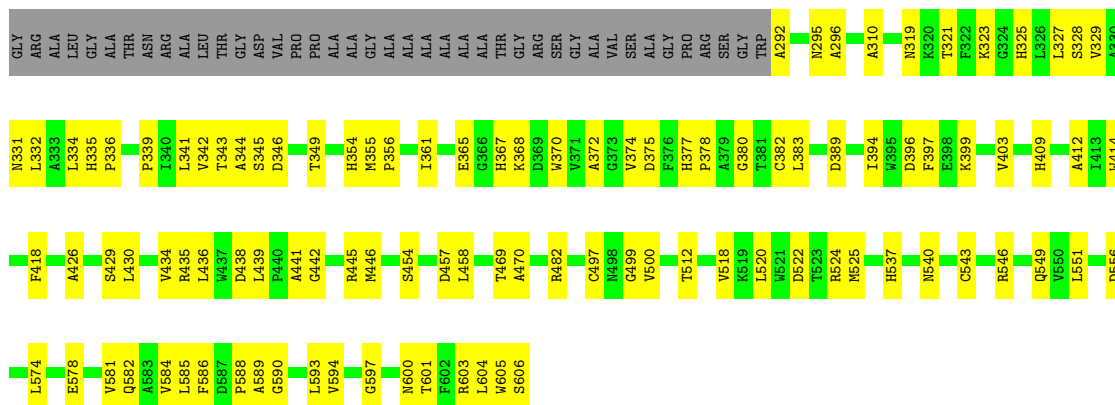 GLY ARG ALA LEU GLY ALA THR ASN ARG ALA LEU THR GLY ASP VAL PRO PRO ALA ALA GLY ALA ALA ALA ALA ALA ALA THR GLY ARG SER GLY ALA VAL SER ALA GLY PRO ARG SER GLY TRP A292 N295 A296 A310 N319 K320 T321 F322 K323 G324 H325 L326 L327 S328 V329 A330
N331 L332 A333 L334 H335 P336 P339 I340 L341 V342 T343 A344 S345 D346 T349 H354 M355 P356 I361 E365 G366 H367 K368 D369 W370 V371 A372 G373 V374 D375 F376 H377 P378 A379 G380 T381 C382 L383 D389 I394 W395 D396 F397 E398 K399 V403 H409 A412 I413 W414
F418 A426 S429 L430 V434 R435 L436 W437 D438 L439 P440 A441 G442 R445 M446 S454 D457 L458 T469 A470 R482 C497 N498 G499 V500 T512 V518 K519 L520 W521 D522 T523 R524 M525 H537 N540 C543 R546 Q549 V550 L551 D556
L574 E578 V581 Q582 A583 V584 L585 F586 D587 P588 A589 G590 L593 V594 G597 N600 T601 F602 R603 L604 W605 S606